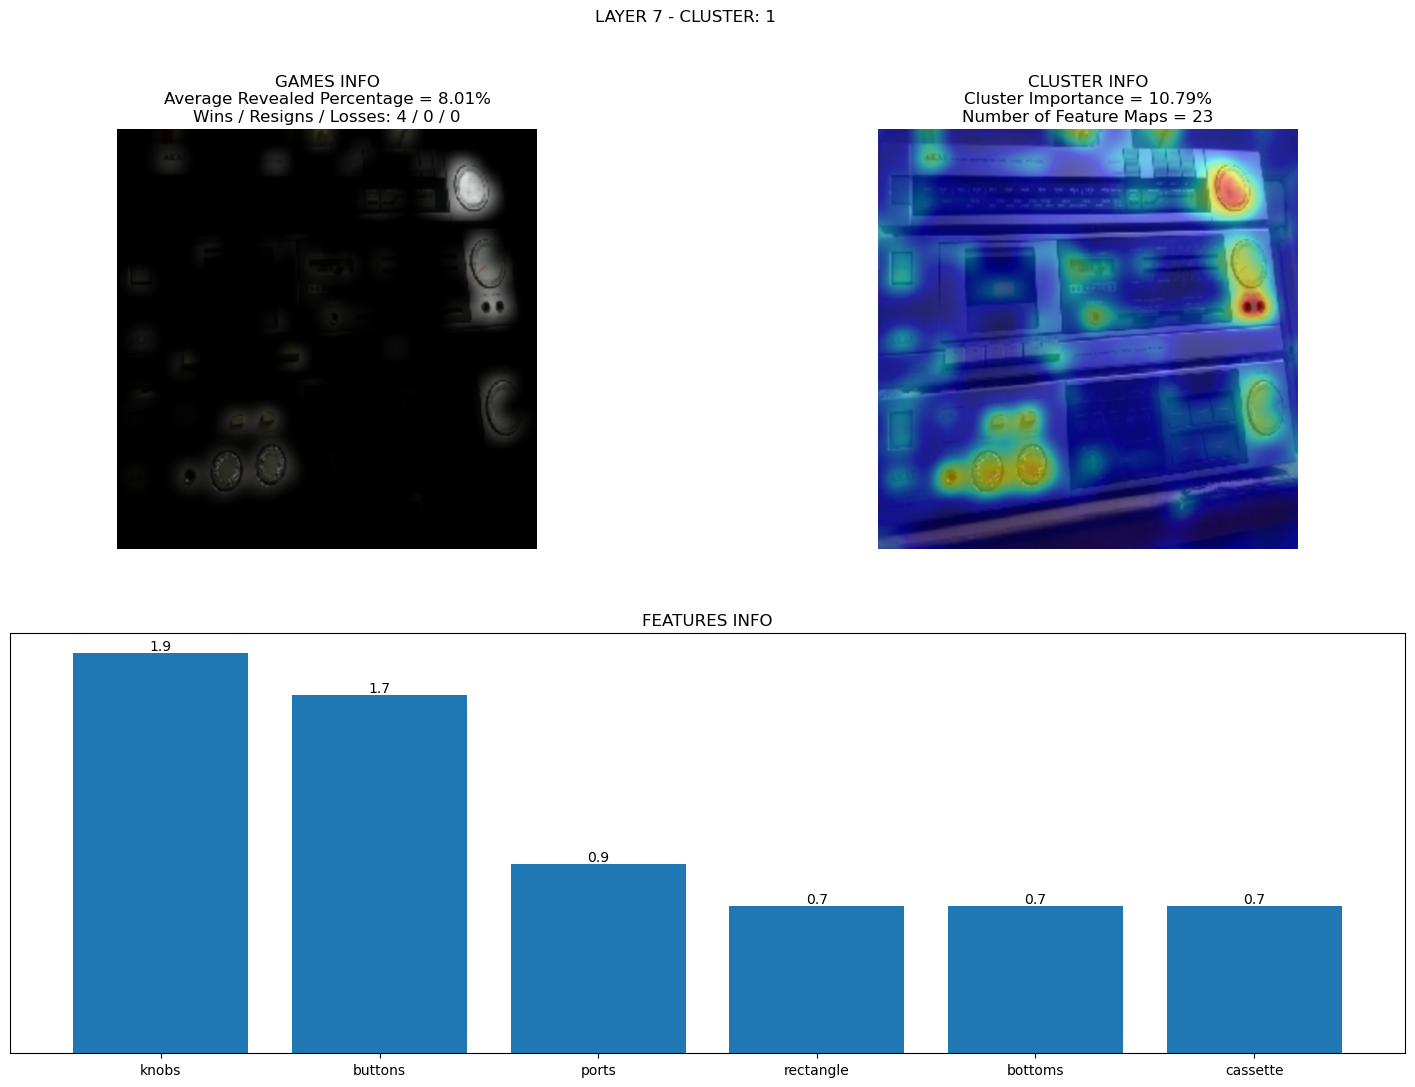 LAYER 7 - CLUSTER: 1
GAMES INFO
Average Revealed Percentage = 8.01%
Wins / Resigns / Losses: 4 / 0 / 0
CLUSTER INFO
Cluster Importance = 10.79%
Number of Feature Maps = 23
AKAI
FEATURES INFO
1.9
1.7
0.9
0.7
0.7
0.7
knobs
buttons
ports
rectangle
bottoms
cassette